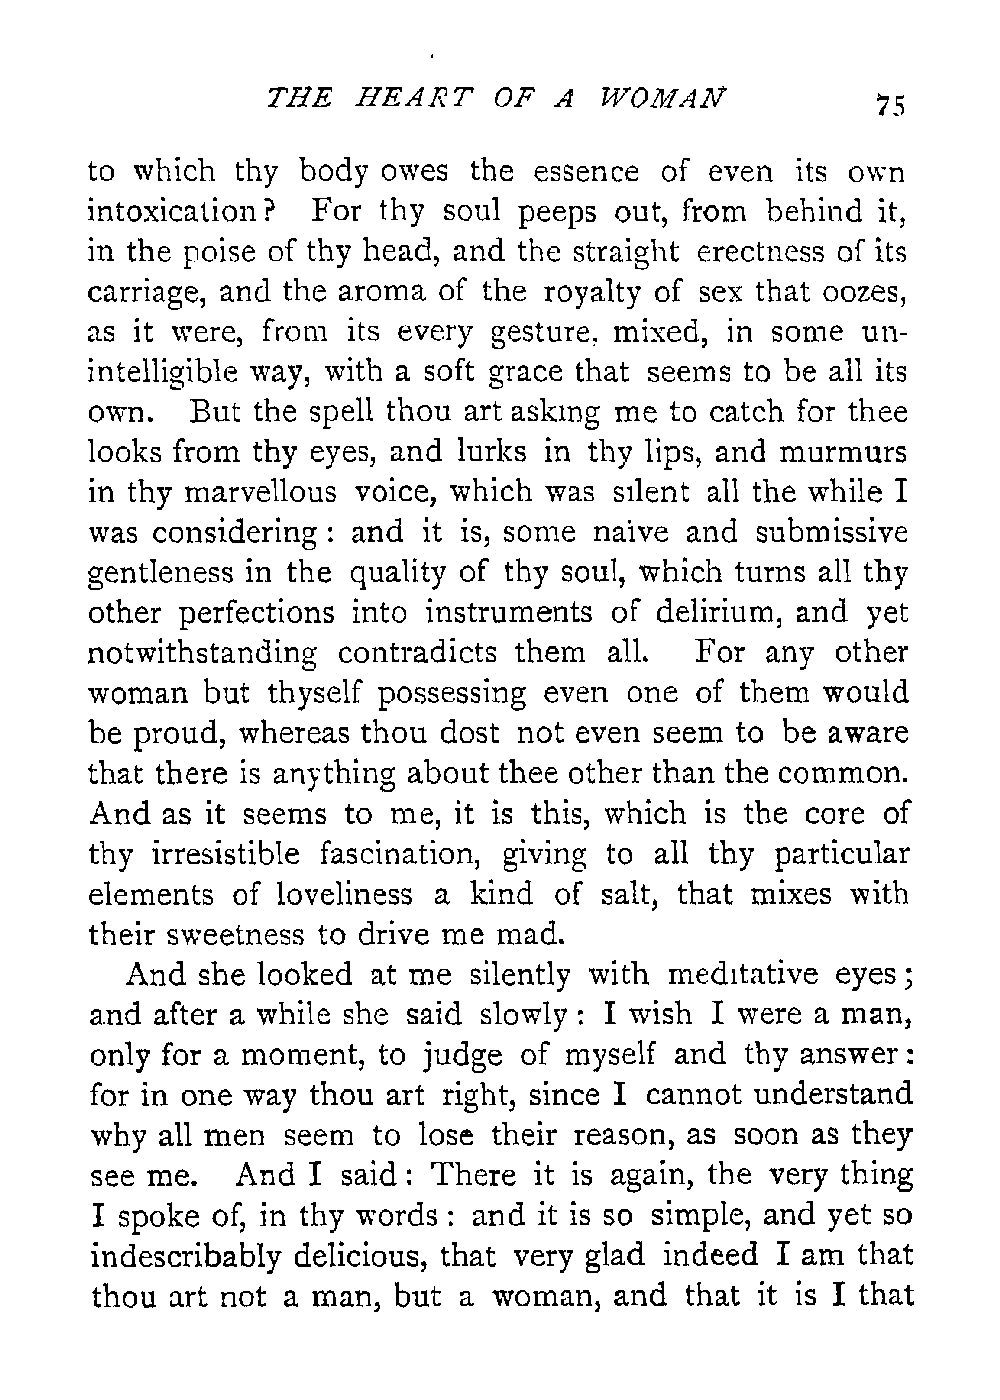 THE HEART OF A WOMAN 75
to which thy body owes the essence of even its own
intoxication? For thy soul peeps out, from behind it,
in the poise of thy head, and the straight erectness of its
carriage, and the aroma of the royalty of sex that oozes,
as it were, from its every gesture, mixed, in some un-
intelligible way, with a soft grace that seems to be all its
own. But the spell thou art asking me to catch for thee
looks from thy eyes, and lurks in thy lips, and murmurs
in thy marvellous voice, which was silent all the while I
was considering: and it is, some naive and submissive
gentleness in the quality of thy soul, which turns all thy
other perfections into instruments of delirium, and yet
notwithstanding contradicts them all. For any other
woman but thyself possessing even one of them would
be proud, whereas thou dost not even seem to be aware
that there is anything about thee other than the common.
And as it seems to me, it is this, which is the core of
thy irresistible fascination, giving to all thy particular
elements of loveliness a kind of salt, that mixes with
their sweetness to drive me mad.
And she looked at me silently with meditative eyes;
and after a while she said slowly: I wish I were a man,
only for a moment, to judge of myself and thy answer:
for in one way thou art right, since I cannot understand
why all men seem to lose their reason, as soon as they
see me. And I said: There it is again, the very thing
I spoke of, in thy words: and it is so simple, and yet so
indescribably delicious, that very glad indeed I am that
thou art not a man, but a woman, and that it is I that